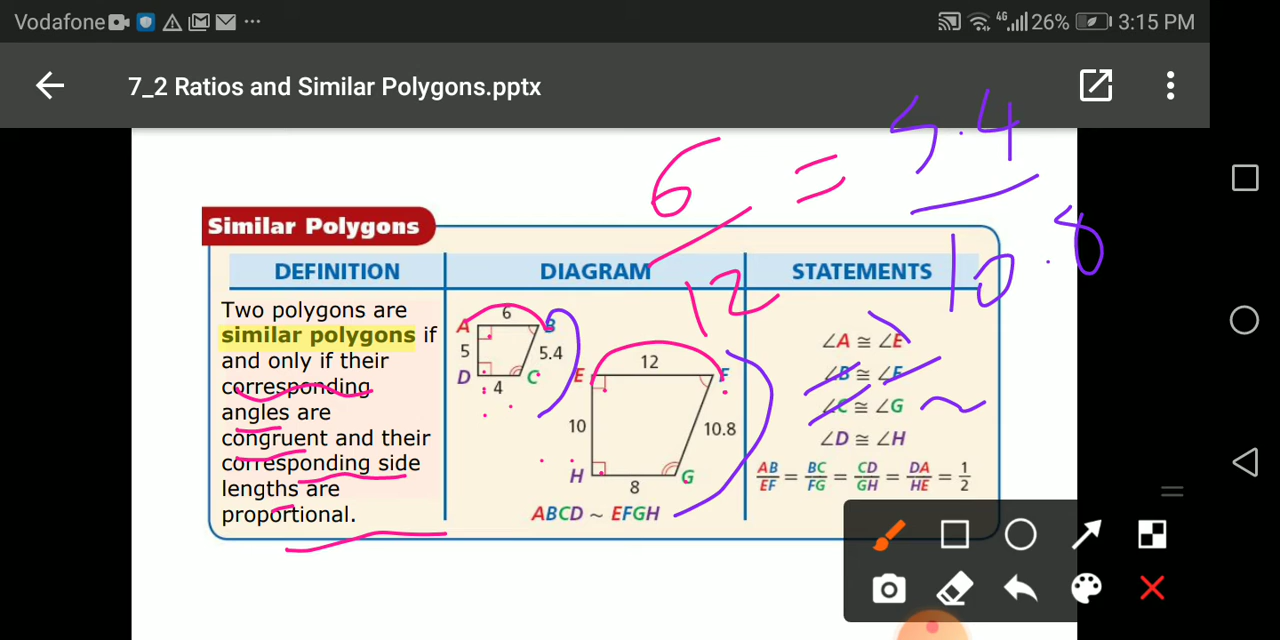 Vodafone 4G 26% 3:15 PM
7_2 Ratios and Similar Polygons.pptx
6/12 = 5.4/10.8
Similar Polygons
DEFINITION DIAGRAM STATEMENTS
Two polygons are
similar polygons if
and only if their
corresponding
angles are
congruent and their
corresponding side
lengths are
proportional.
A 6 B
5 5.4
D 4 C
E 12 F
10 10.8
H 8 G
ABCD ~ EFGH
∠A ≅ ∠E
∠B ≅ ∠F
∠C ≅ ∠G
∠D ≅ ∠H
AB/EF = BC/FG = CD/GH = DA/HE = 1/2